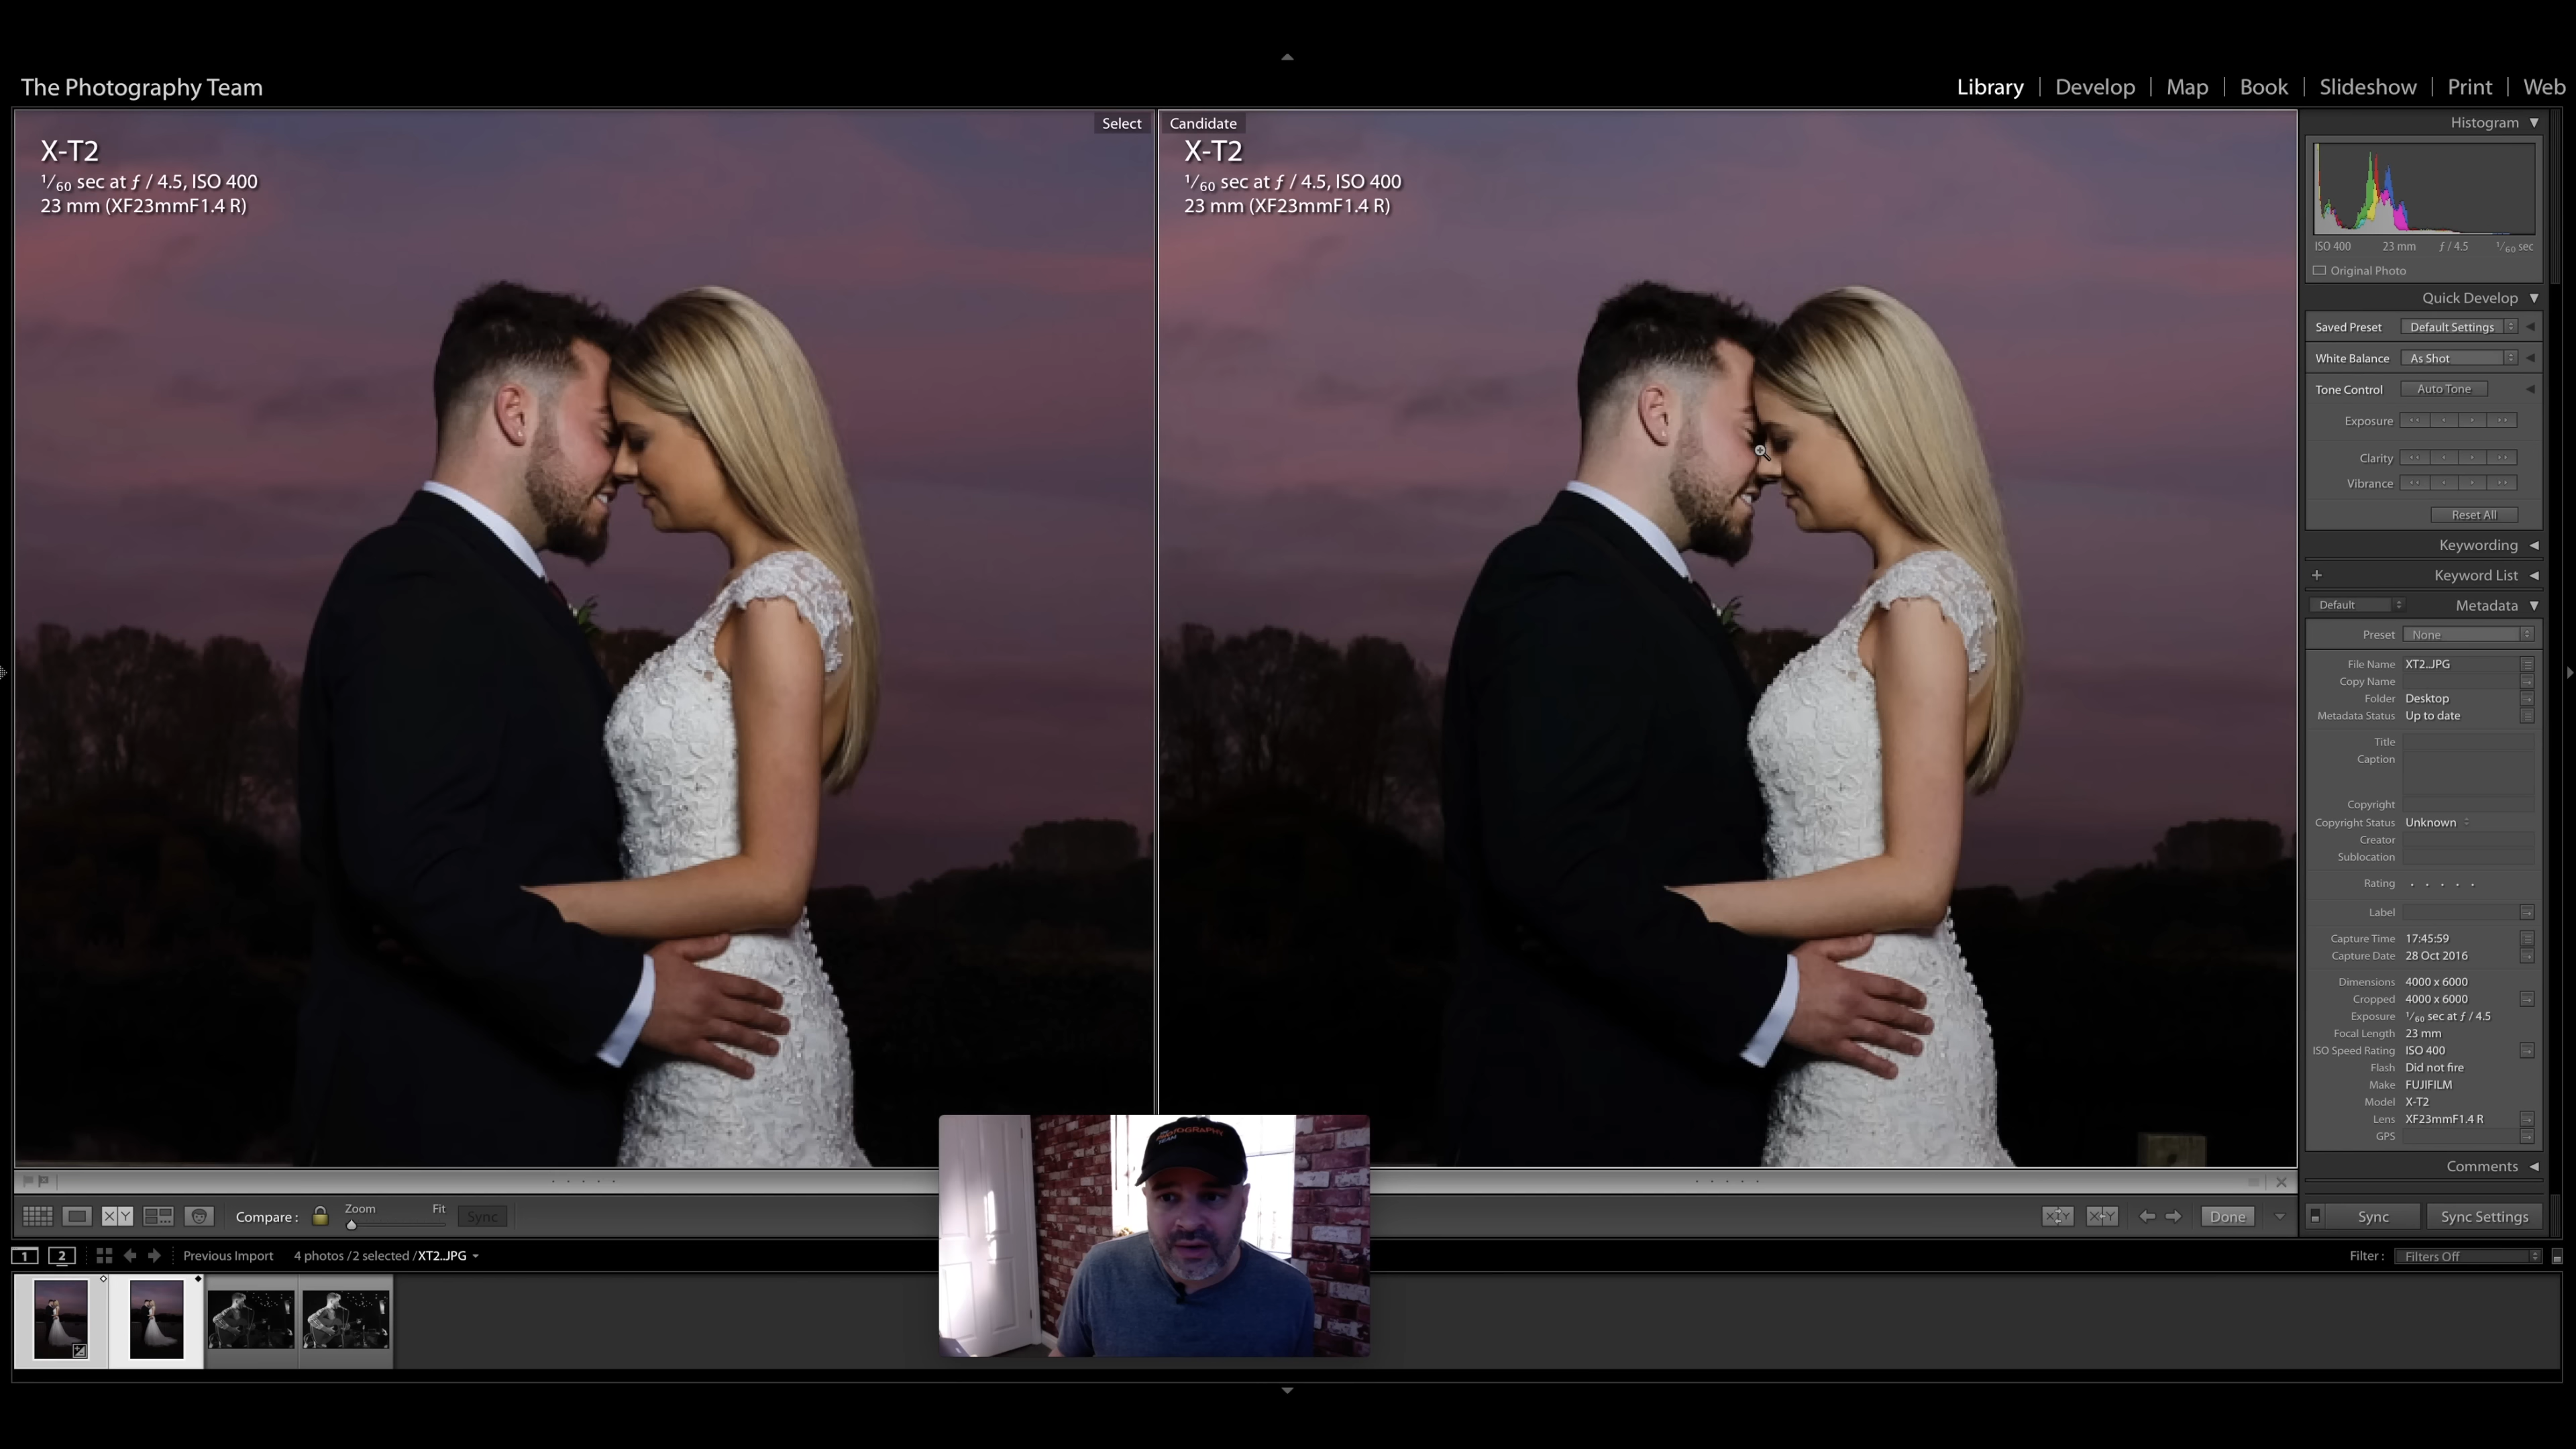 The Photography Team
Library | Develop | Map | Book | Slideshow | Print | Web
Select
X-T2
1/60 sec at ƒ / 4.5, ISO 400
23 mm (XF23mmF1.4 R)
Candidate
X-T2
1/60 sec at ƒ / 4.5, ISO 400
23 mm (XF23mmF1.4 R)
Histogram
ISO 400 23 mm ƒ / 4.5 1/60 sec
Original Photo
Quick Develop
Saved Preset Default Settings
White Balance As Shot
Tone Control Auto Tone
Exposure
Clarity
Vibrance
Reset All
Keywording
+ Keyword List
Default Metadata
Preset None
File Name XT2..JPG
Copy Name
Folder Desktop
Metadata Status Up to date
Title
Caption
Copyright
Copyright Status Unknown
Creator
Sublocation
Rating
Label
Capture Time 17:45:59
Capture Date 28 Oct 2016
Dimensions 4000 x 6000
Cropped 4000 x 6000
Exposure 1/60 sec at ƒ / 4.5
Focal Length 23 mm
ISO Speed Rating ISO 400
Flash Did not fire
Make FUJIFILM
Model X-T2
Lens XF23mmF1.4 R
GPS
Comments
PHOTOGRAPHY
TEAM
X Y Compare : Zoom Fit Sync
X Y X Y Done
Sync Sync Settings
1 2 Previous Import 4 photos / 2 selected / XT2..JPG
Filter : Filters Off